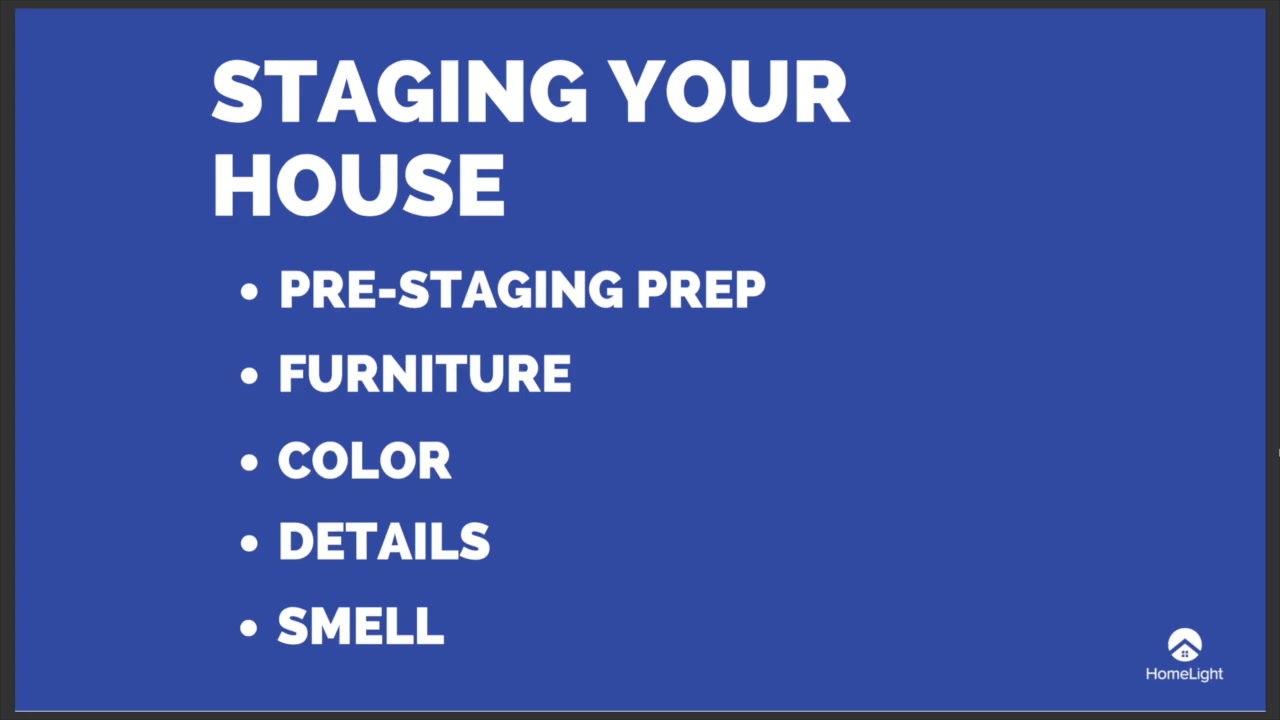 STAGING YOUR
HOUSE
• PRE-STAGING PREP
• FURNITURE
• COLOR
• DETAILS
• SMELL
HomeLight